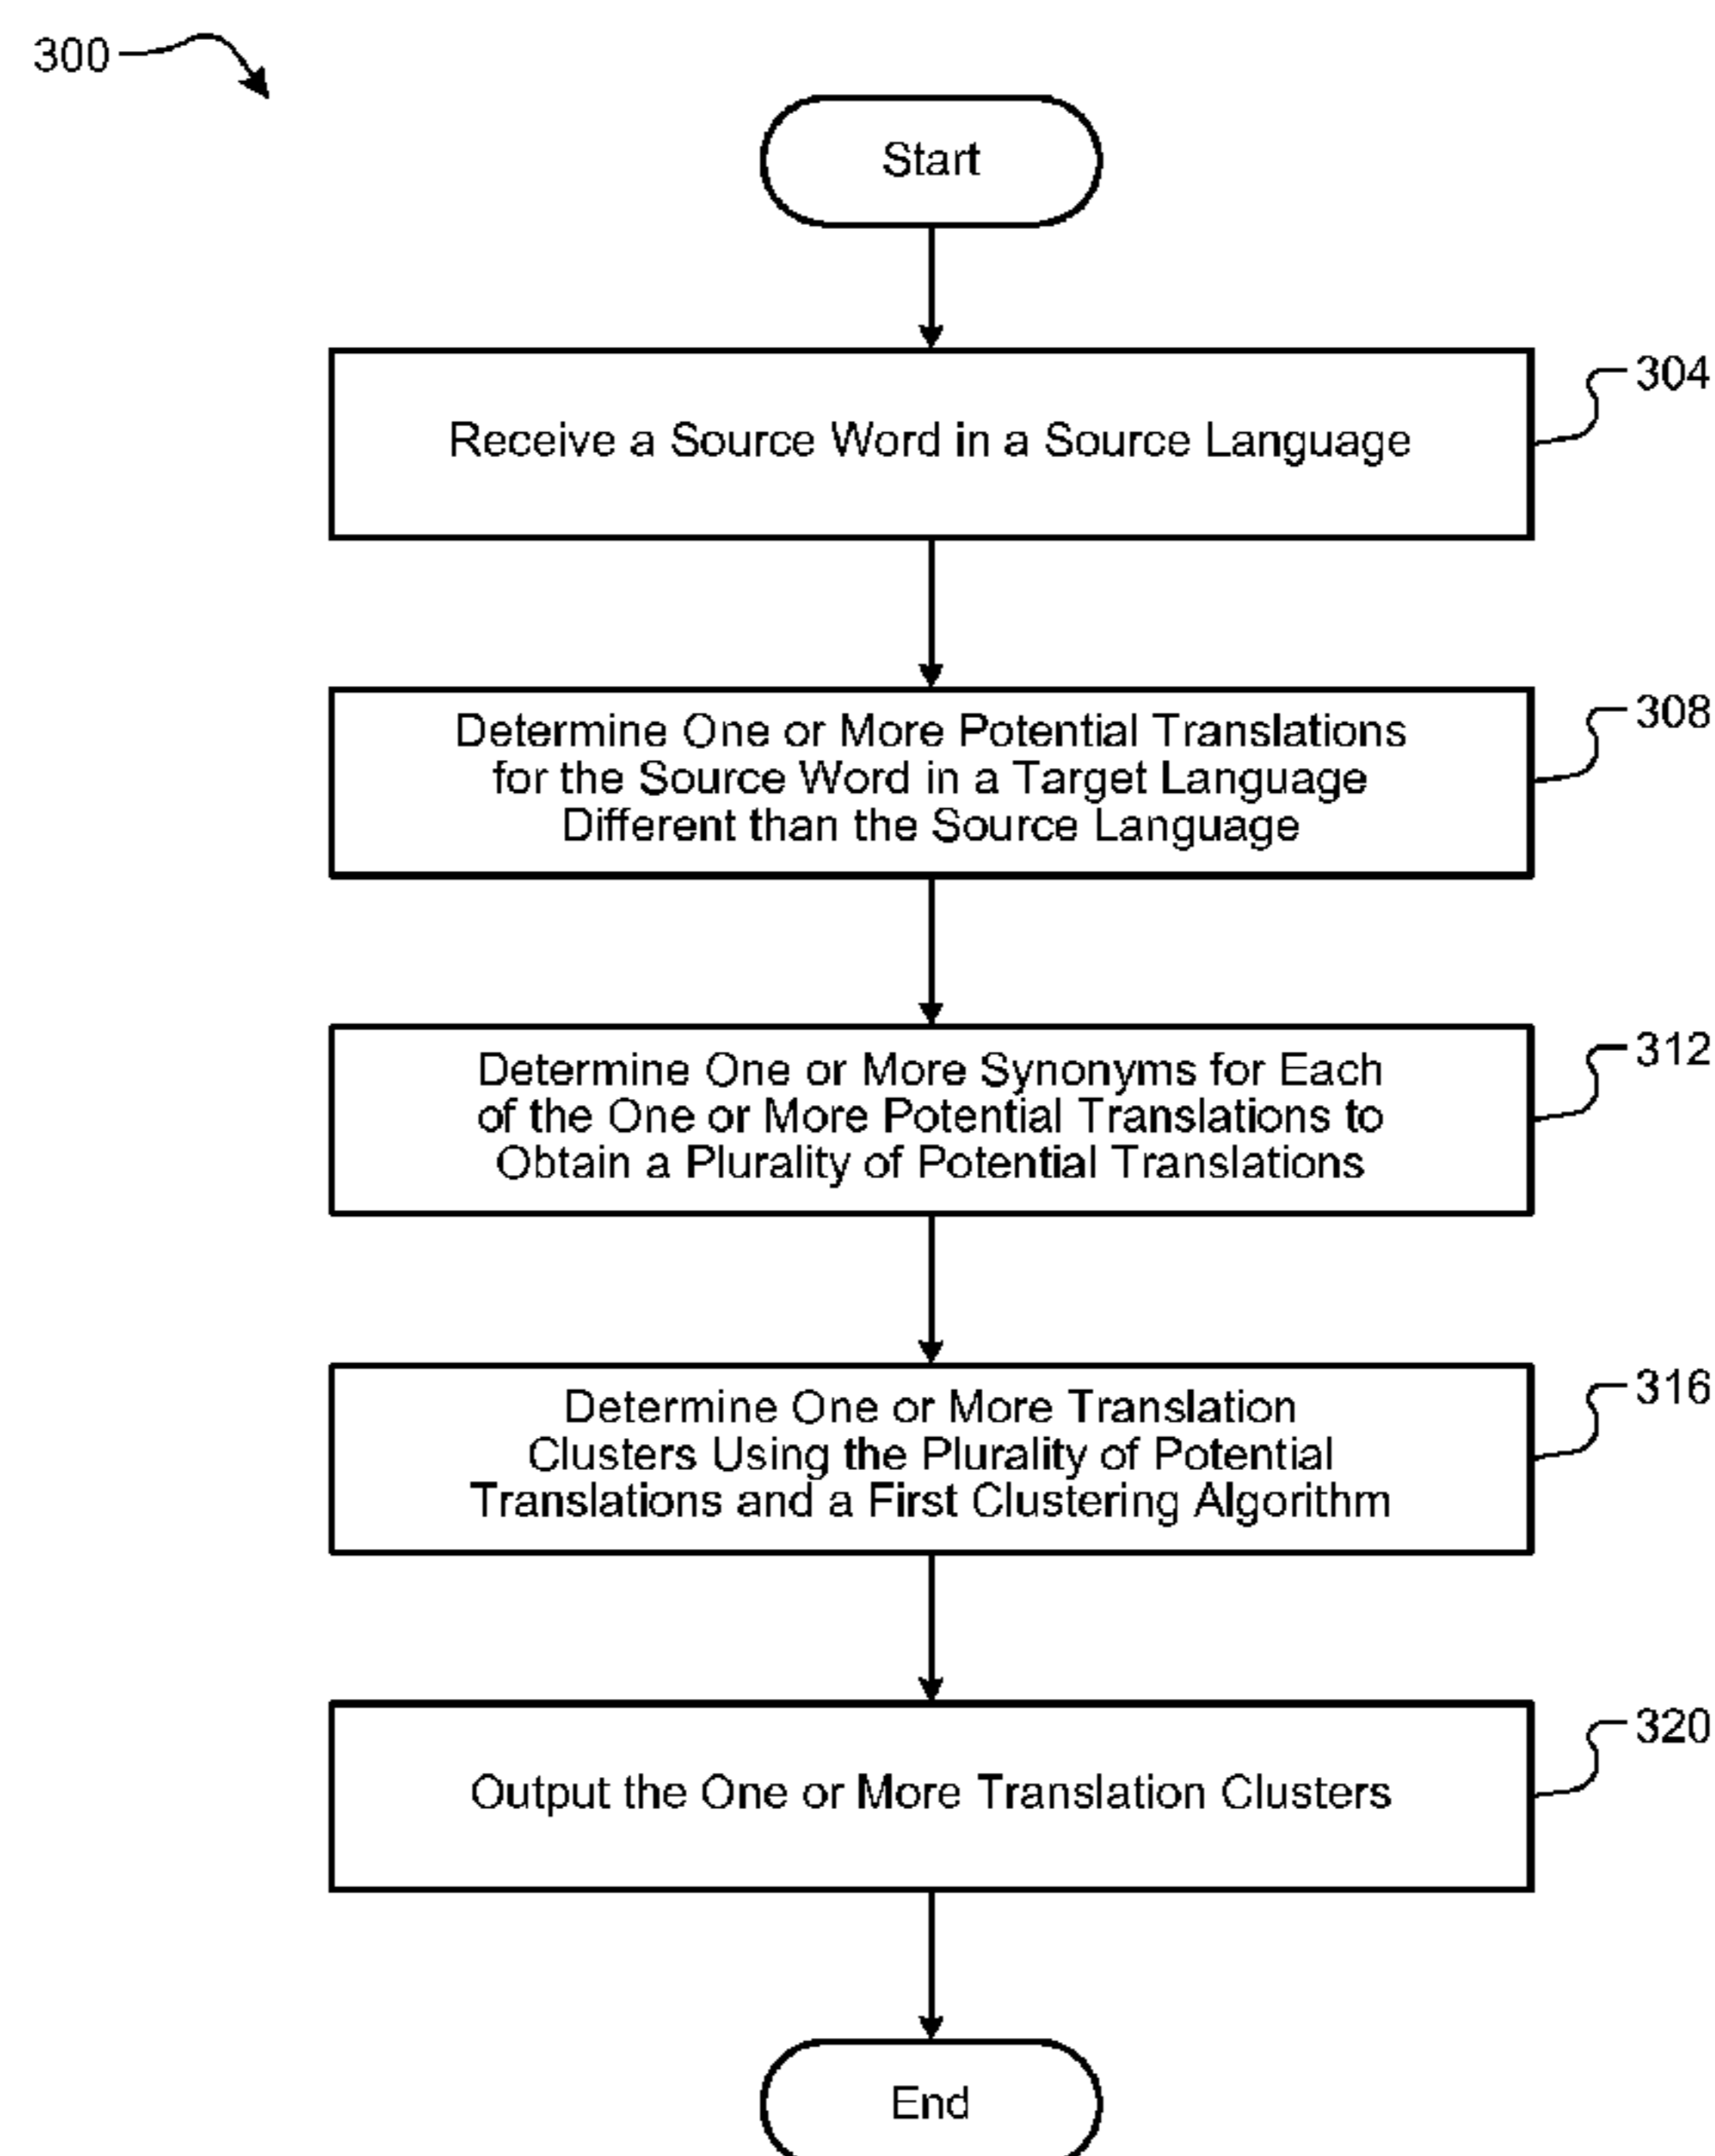 300
Start
304
Receive a Source Word in a Source Language
308
Determine One or More Potential Translations
for the Source Word in a Target Language
Different than the Source Language
312
Determine One or More Synonyms for Each
of the One or More Potential Translations to
Obtain a Plurality of Potential Translations
316
Determine One or More Translation
Clusters Using the Plurality of Potential
Translations and a First Clustering Algorithm
320
Output the One or More Translation Clusters
End